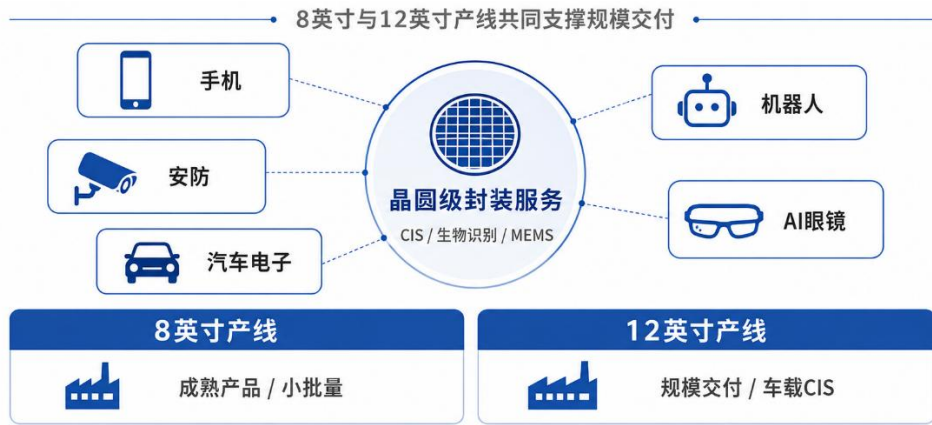 8英寸与12英寸产线共同支撑规模交付
手机
安防
汽车电子
晶圆级封装服务
CIS / 生物识别 / MEMS
机器人
AI眼镜
8英寸产线
成熟产品 / 小批量
12英寸产线
规模交付 / 车载CIS